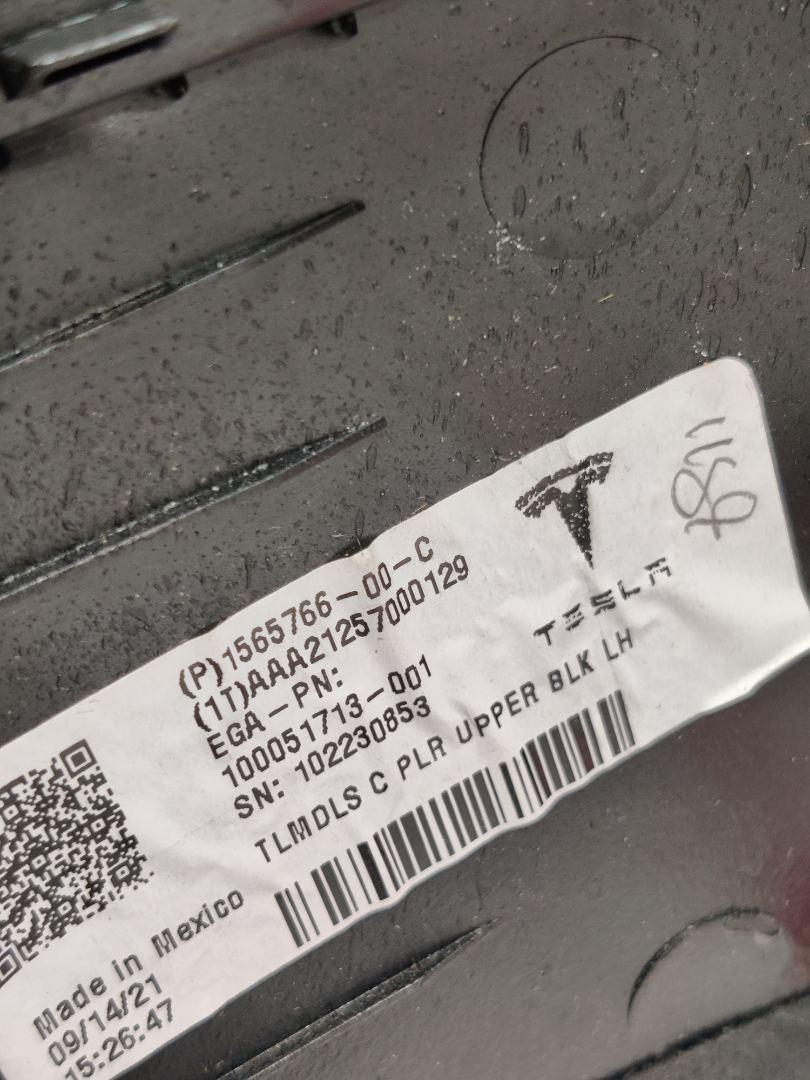 (P)1565766-00-C
(1T)AAA21257000129
EGA-PN:
100051713-001
SN: 102230853
TESLA
TLMDLS C PLR UPPER BLK LH
Made in Mexico
09/14/21
15:26:47